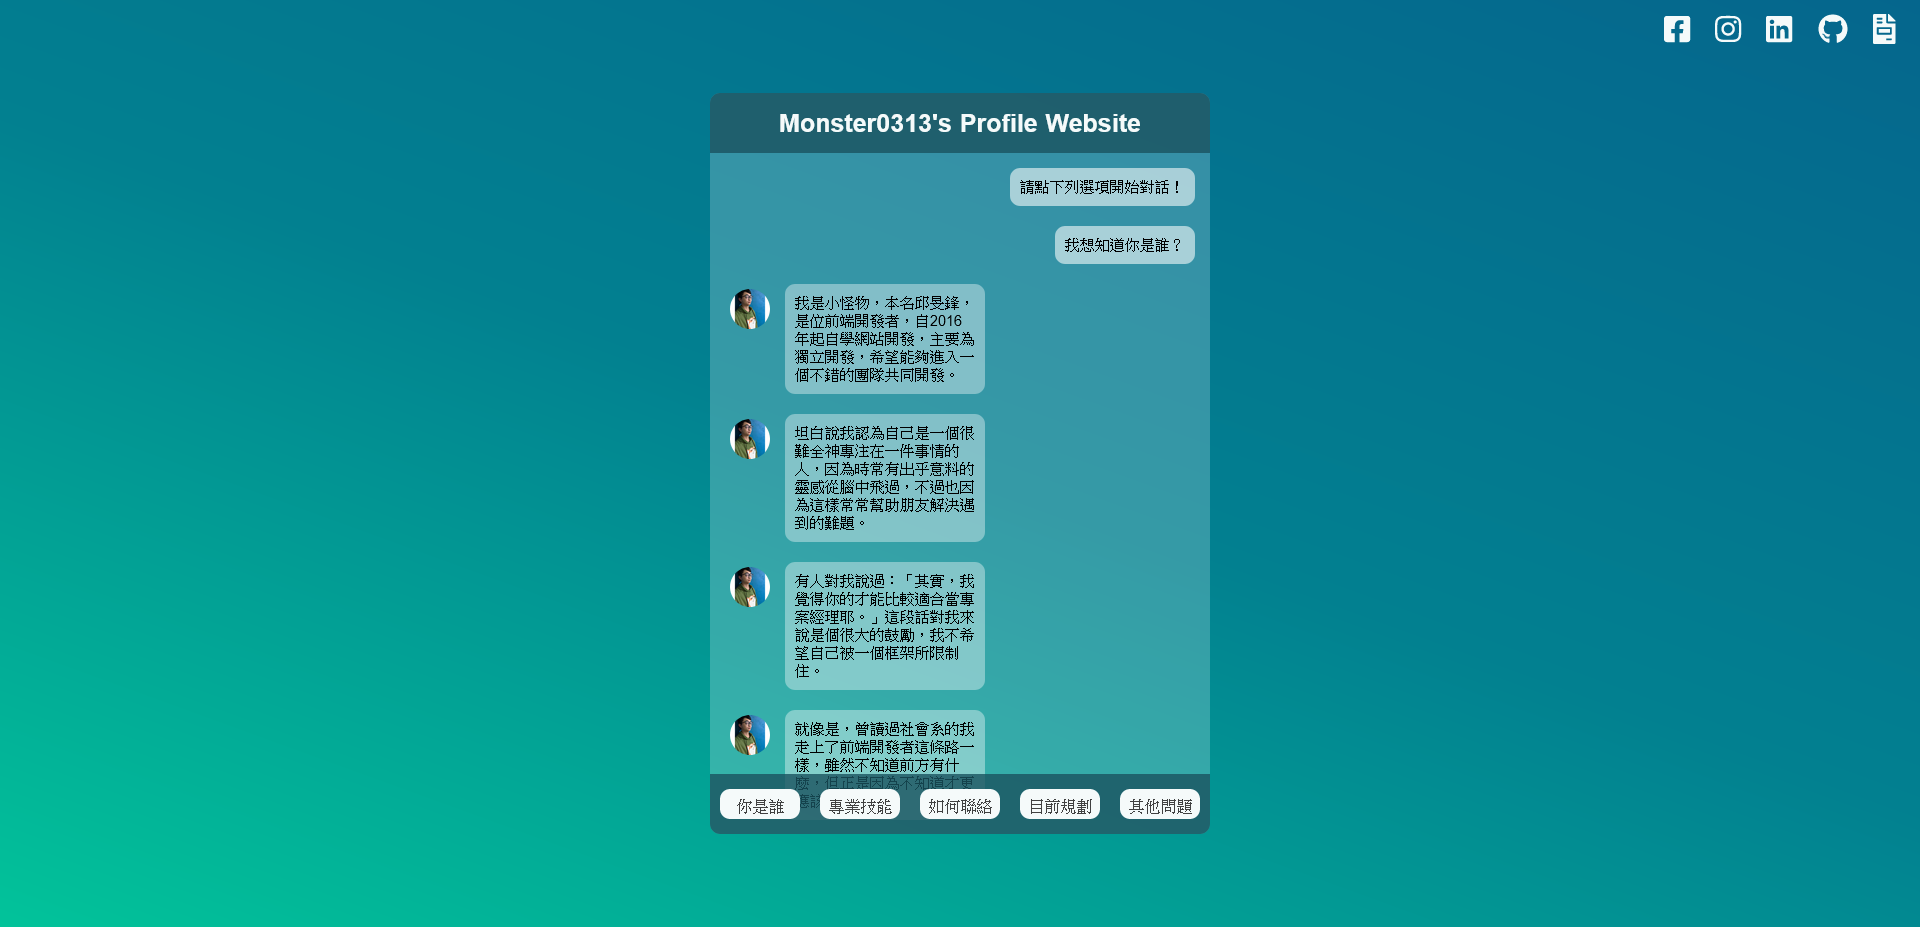 Monster0313's Profile Website
請點下列選項開始對話！
我想知道你是誰？
我是小怪物，本名邱旻鋒，
是位前端開發者，自2016
年起自學網站開發，主要為
獨立開發，希望能夠進入一
個不錯的團隊共同開發。
坦白說我認為自己是一個很
難全神專注在一件事情的
人，因為時常有出乎意料的
靈感從腦中飛過，不過也因
為這樣常常幫助朋友解決遇
到的難題。
有人對我說過：「其實，我
覺得你的才能比較適合當專
案經理耶。」這段話對我來
說是個很大的鼓勵，我不希
望自己被一個框架所限制
住。
就像是，曾讀過社會系的我
走上了前端開發者這條路一
樣，雖然不知道前方有什
麼，但正是因為不知道才更
應該
你是誰
專業技能
如何聯絡
目前規劃
其他問題